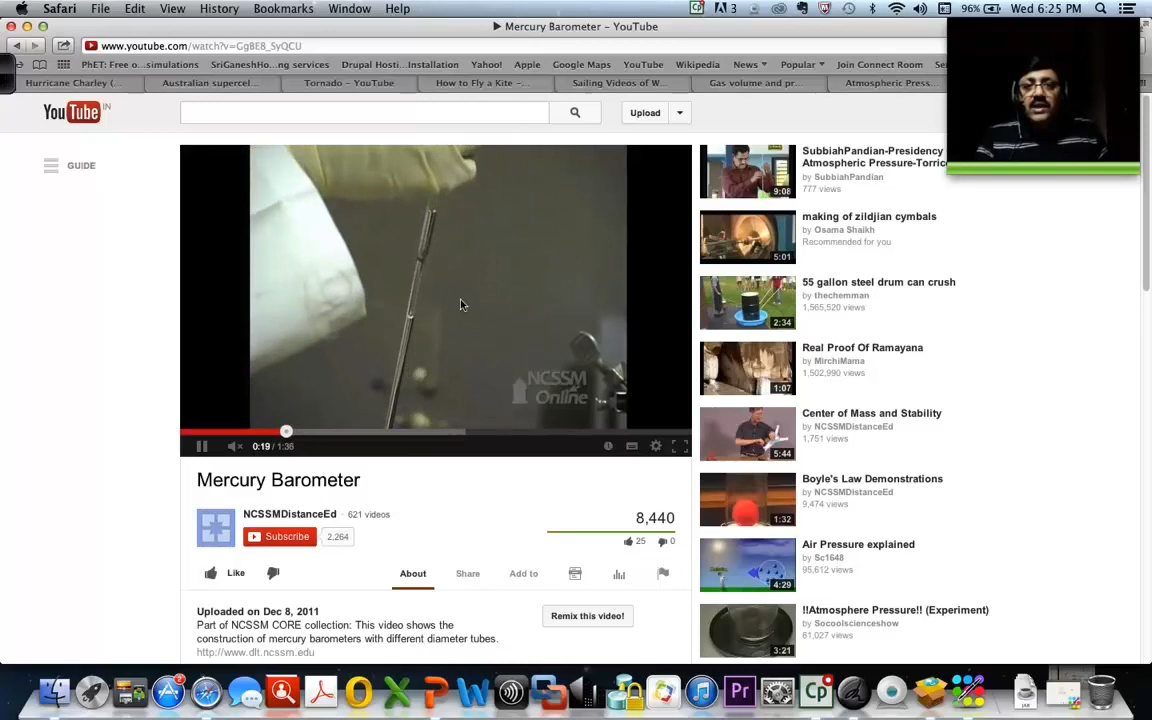 Safari File Edit View History Bookmarks Window Help
3 96% Wed 6:25 PM
Mercury Barometer – YouTube
www.youtube.com/watch?v=GgBE8_SyQCU
PhET: Free o...simulations SriGaneshHo...ng services Drupal Hosti...Installation Yahoo! Apple Google Maps YouTube Wikipedia News Popular Join Connect Room
Hurricane Charley (... Australian supercel... Tornado – YouTube How to Fly a Kite –... Sailing Videos of W... Gas volume and pr... Atmospheric Press...
YouTube IN
Upload
GUIDE
NCSSM
Online
0:19 / 1:36
Mercury Barometer
NCSSMDistanceEd · 621 videos
Subscribe 2,264
8,440
25 0
Like About Share Add to
Uploaded on Dec 8, 2011
Part of NCSSM CORE collection: This video shows the
construction of mercury barometers with different diameter tubes.
http://www.dlt.ncssm.edu
Remix this video!
SubbiahPandian-Presidency
Atmospheric Pressure-Torric
by SubbiahPandian
777 views
9:08
making of zildjian cymbals
by Osama Shaikh
Recommended for you
5:01
55 gallon steel drum can crush
by thechemman
1,565,520 views
2:34
Real Proof Of Ramayana
by MirchiMama
1,502,990 views
1:07
Center of Mass and Stability
by NCSSMDistanceEd
1,751 views
5:44
Boyle's Law Demonstrations
by NCSSMDistanceEd
9,474 views
1:32
Air Pressure explained
by Sc1648
95,612 views
4:29
!!Atmosphere Pressure!! (Experiment)
by Socoolscienceshow
61,027 views
3:21
Pr
Cp